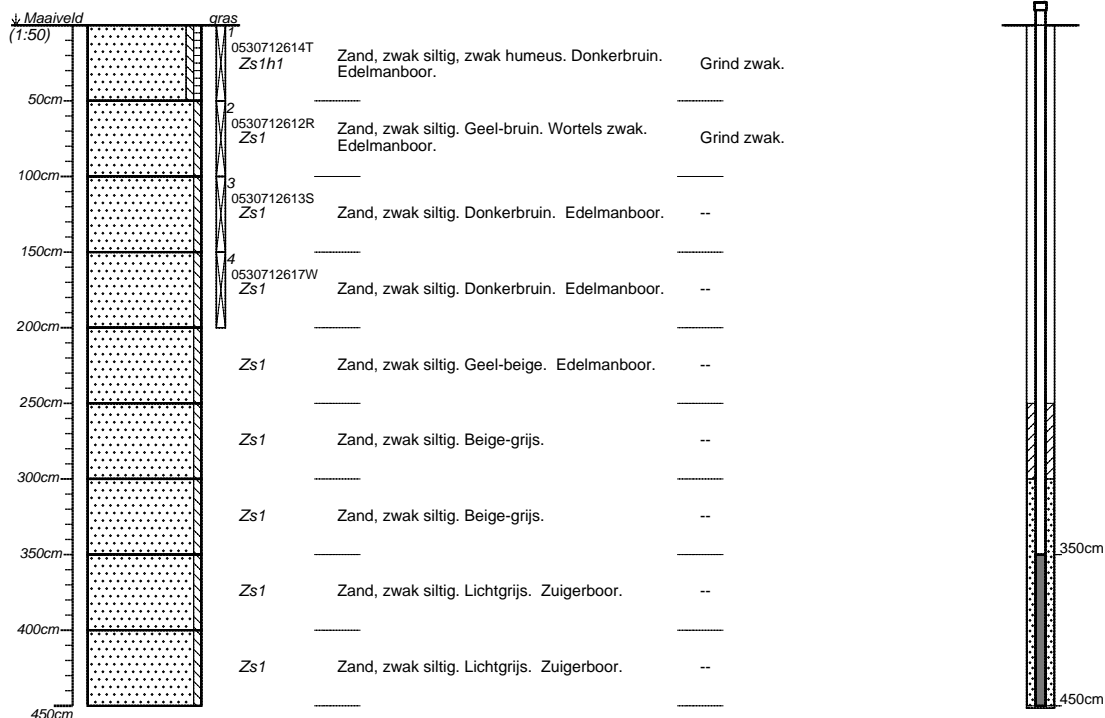 Maaiveld gras
(1:50)
1
0530712614T
Zs1h1 Zand, zwak siltig, zwak humeus. Donkerbruin. Edelmanboor. Grind zwak.
50cm
2
0530712612R
Zs1 Zand, zwak siltig. Geel-bruin. Wortels zwak. Edelmanboor. Grind zwak.
100cm
3
0530712613S
Zs1 Zand, zwak siltig. Donkerbruin. Edelmanboor. --
150cm
4
0530712617W
Zs1 Zand, zwak siltig. Donkerbruin. Edelmanboor. --
200cm
Zs1 Zand, zwak siltig. Geel-beige. Edelmanboor. --
250cm
Zs1 Zand, zwak siltig. Beige-grijs. --
300cm
Zs1 Zand, zwak siltig. Beige-grijs. --
350cm 350cm
Zs1 Zand, zwak siltig. Lichtgrijs. Zuigerboor. --
400cm
Zs1 Zand, zwak siltig. Lichtgrijs. Zuigerboor. --
450cm 450cm